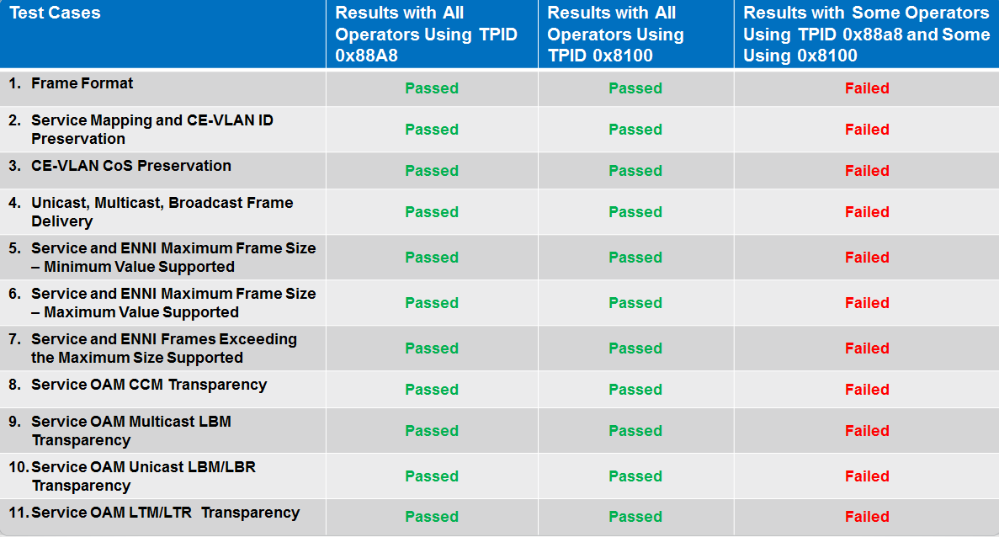 Test Cases
Results with All
Operators Using TPID
0x88A8
Results with All
Operators Using
TPID 0x8100
Results with Some Operators
Using TPID 0x88a8 and Some
Using 0x8100
1. Frame Format
Passed
Passed
Failed
2. Service Mapping and CE-VLAN ID
Preservation
Passed
Passed
Failed
3. CE-VLAN CoS Preservation
Passed
Passed
Failed
4. Unicast, Multicast, Broadcast Frame
Delivery
Passed
Passed
Failed
5. Service and ENNI Maximum Frame Size
– Minimum Value Supported
Passed
Passed
Failed
6. Service and ENNI Maximum Frame Size
– Maximum Value Supported
Passed
Passed
Failed
7. Service and ENNI Frames Exceeding
the Maximum Size Supported
Passed
Passed
Failed
8. Service OAM CCM Transparency
Passed
Passed
Failed
9. Service OAM Multicast LBM
Transparency
Passed
Passed
Failed
10. Service OAM Unicast LBM/LBR
Transparency
Passed
Passed
Failed
11. Service OAM LTM/LTR Transparency
Passed
Passed
Failed